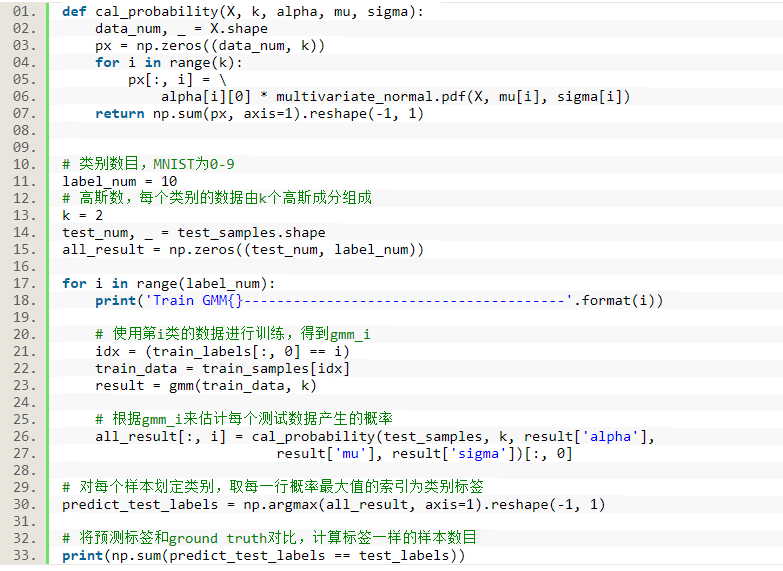 01. def cal_probability(X, k, alpha, mu, sigma):
02.     data_num, _ = X.shape
03.     px = np.zeros((data_num, k))
04.     for i in range(k):
05.         px[:, i] = \
06.             alpha[i][0] * multivariate_normal.pdf(X, mu[i], sigma[i])
07.     return np.sum(px, axis=1).reshape(-1, 1)
08.
09.
10. # 类别数目，MNIST为0-9
11. label_num = 10
12. # 高斯数，每个类别的数据由k个高斯成分组成
13. k = 2
14. test_num, _ = test_samples.shape
15. all_result = np.zeros((test_num, label_num))
16.
17. for i in range(label_num):
18.     print('Train GMM{}---------------------------------------'.format(i))
19.
20.     # 使用第i类的数据进行训练，得到gmm_i
21.     idx = (train_labels[:, 0] == i)
22.     train_data = train_samples[idx]
23.     result = gmm(train_data, k)
24.
25.     # 根据gmm_i来估计每个测试数据产生的概率
26.     all_result[:, i] = cal_probability(test_samples, k, result['alpha'],
27.                           result['mu'], result['sigma'])[:, 0]
28.
29. # 对每个样本划定类别，取每一行概率最大值的索引为类别标签
30. predict_test_labels = np.argmax(all_result, axis=1).reshape(-1, 1)
31.
32. # 将预测标签和ground truth对比，计算标签一样的样本数目
33. print(np.sum(predict_test_labels == test_labels))